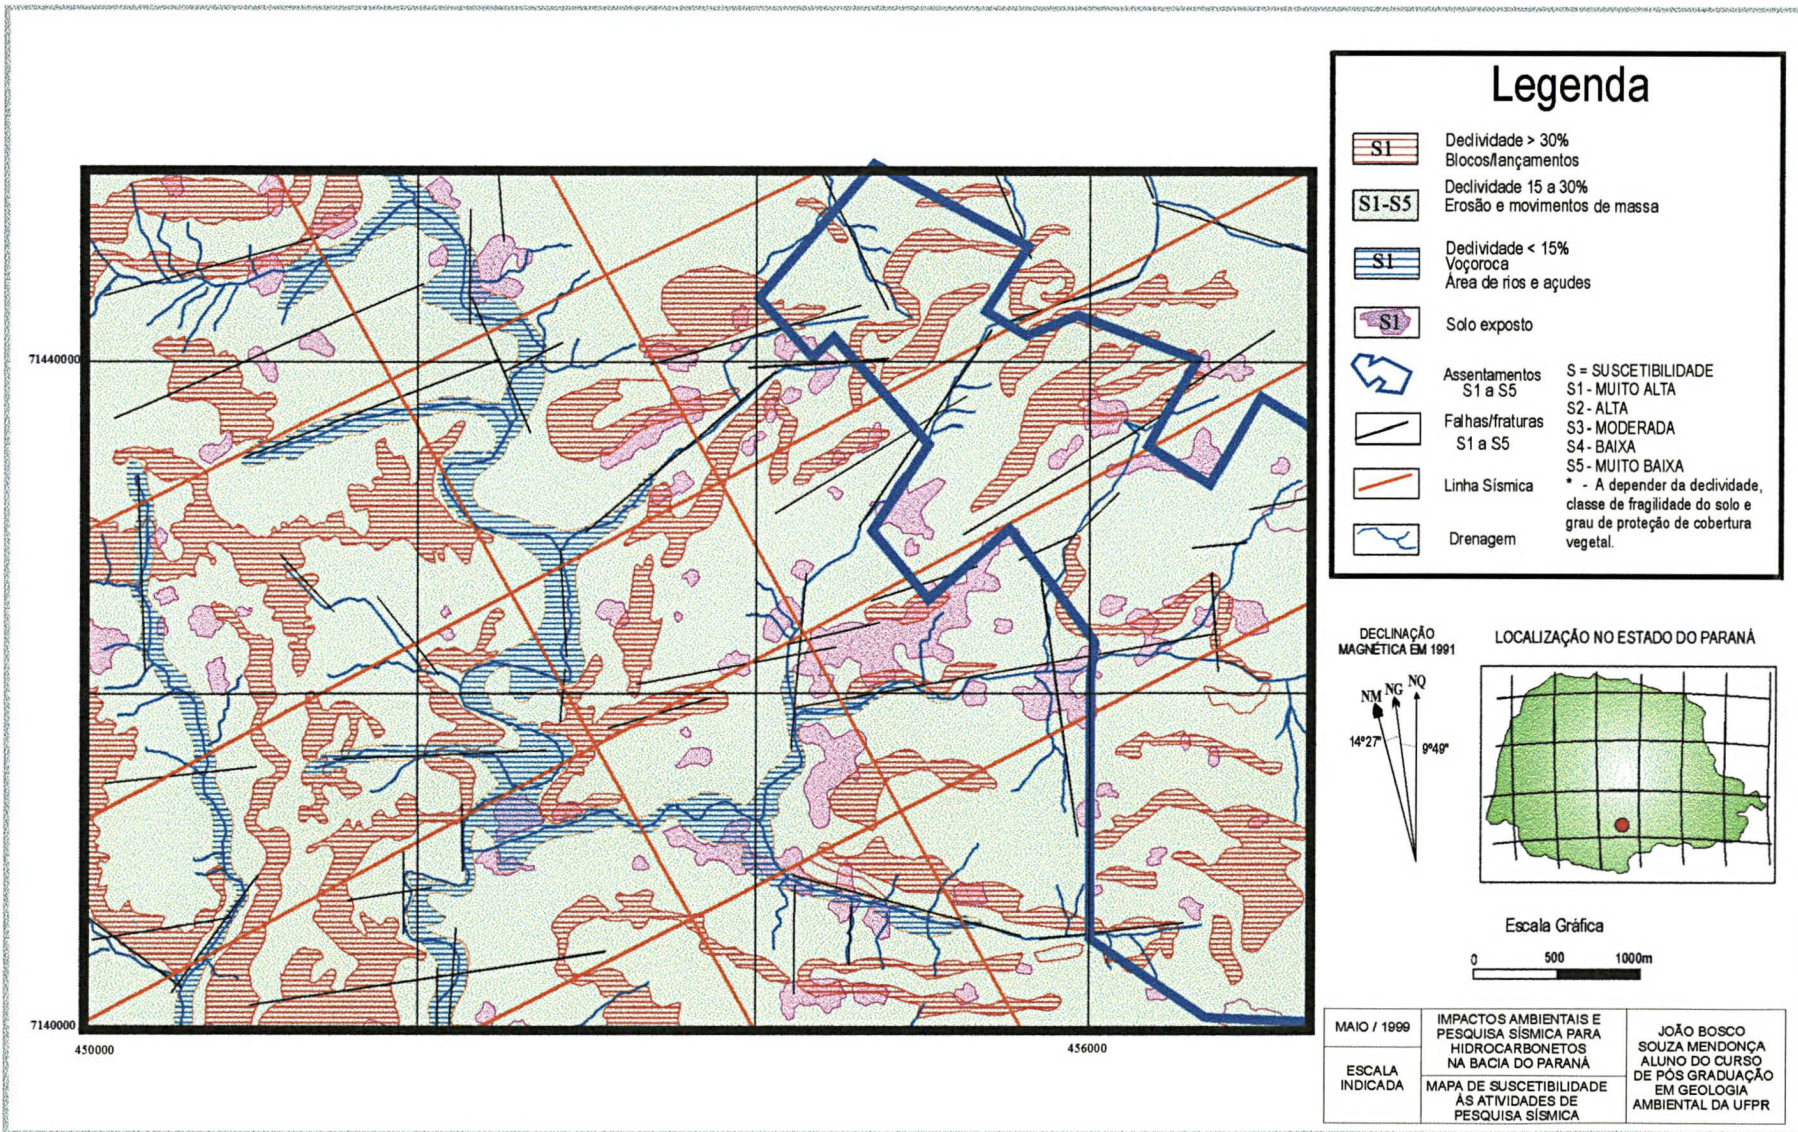 Legenda
S1
Declividade > 30%
Blocos/lançamentos
S1-S5
Declividade 15 a 30%
Erosão e movimentos de massa
S1
Declividade < 15%
Voçoroca
Área de rios e açudes
S1
Solo exposto
Assentamentos
S1 a S5
Falhas/fraturas
S1 a S5
Linha Sísmica
Drenagem
S = SUSCETIBILIDADE
S1 - MUITO ALTA
S2 - ALTA
S3 - MODERADA
S4 - BAIXA
S5 - MUITO BAIXA
* - A depender da declividade,
classe de fragilidade do solo e
grau de proteção de cobertura
vegetal.
71440000
7140000
450000
456000
DECLINAÇÃO
MAGNÉTICA EM 1991
NM NG NQ
14º27" 9º49"
LOCALIZAÇÃO NO ESTADO DO PARANÁ
Escala Gráfica
0 500 1000m
MAIO / 1999
ESCALA
INDICADA
IMPACTOS AMBIENTAIS E
PESQUISA SÍSMICA PARA
HIDROCARBONETOS
NA BACIA DO PARANÁ
MAPA DE SUSCETIBILIDADE
ÀS ATIVIDADES DE
PESQUISA SÍSMICA
JOÃO BOSCO
SOUZA MENDONÇA
ALUNO DO CURSO
DE PÓS GRADUAÇÃO
EM GEOLOGIA
AMBIENTAL DA UFPR